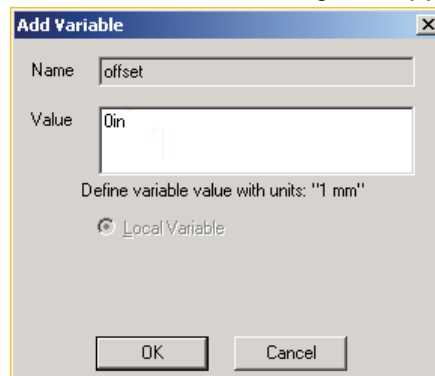 Add Variable
Name offset
Value 0in
Define variable value with units: "1 mm"
Local Variable
OK Cancel